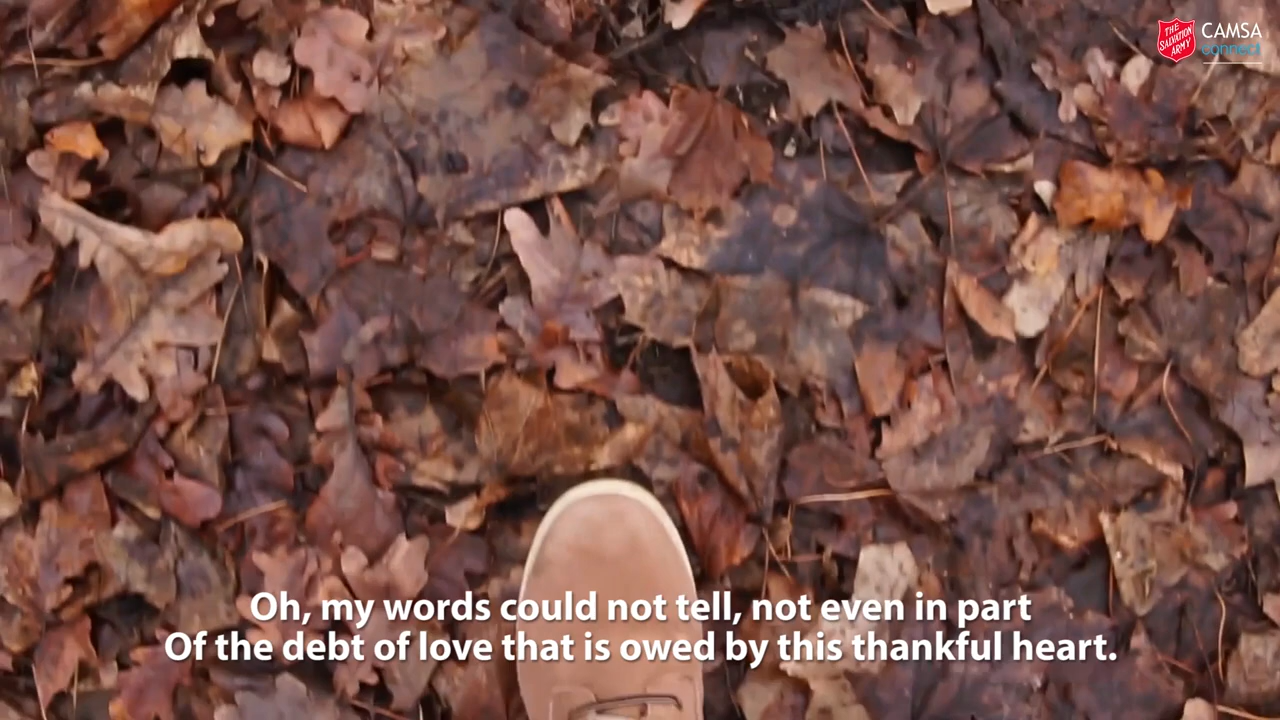 THE
SALVATION
ARMY
CAMSA
connect
Oh, my words could not tell, not even in part
Of the debt of love that is owed by this thankful heart.